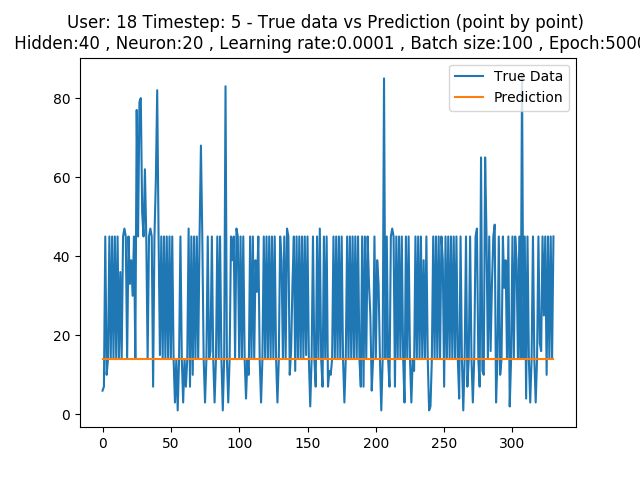 User: 18 Timestep: 5 - True data vs Prediction (point by point)
Hidden:40 , Neuron:20 , Learning rate:0.0001 , Batch size:100 , Epoch:5000
True Data
Prediction
80
60
40
20
0
0 50 100 150 200 250 300